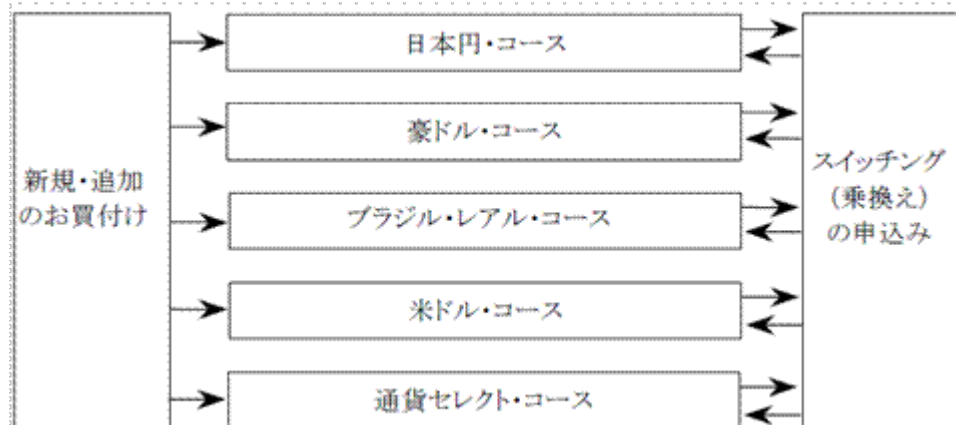 新規・追加
のお買付け
日本円・コース
豪ドル・コース
ブラジル・レアル・コース
米ドル・コース
通貨セレクト・コース
スイッチング
(乗換え)
の申込み